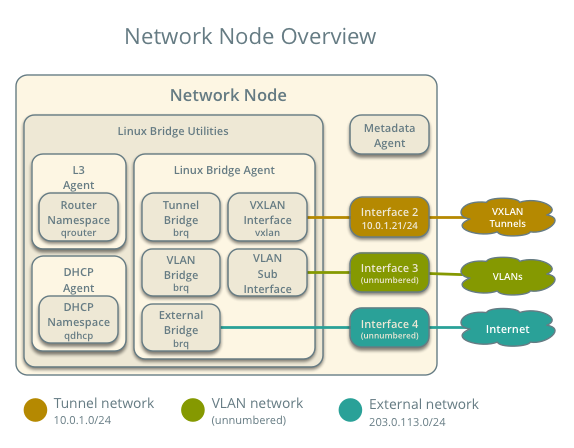 Network Node Overview
Network Node
Linux Bridge Utilities
Metadata
Agent
L3
Agent
Router
Namespace
qrouter
DHCP
Agent
DHCP
Namespace
qdhcp
Linux Bridge Agent
Tunnel
Bridge
brq
VXLAN
Interface
vxlan
VLAN
Bridge
brq
VLAN
Sub
Interface
External
Bridge
brq
Interface 2
10.0.1.21/24
Interface 3
(unnumbered)
Interface 4
(unnumbered)
VXLAN
Tunnels
VLANs
Internet
Tunnel network
10.0.1.0/24
VLAN network
(unnumbered)
External network
203.0.113.0/24